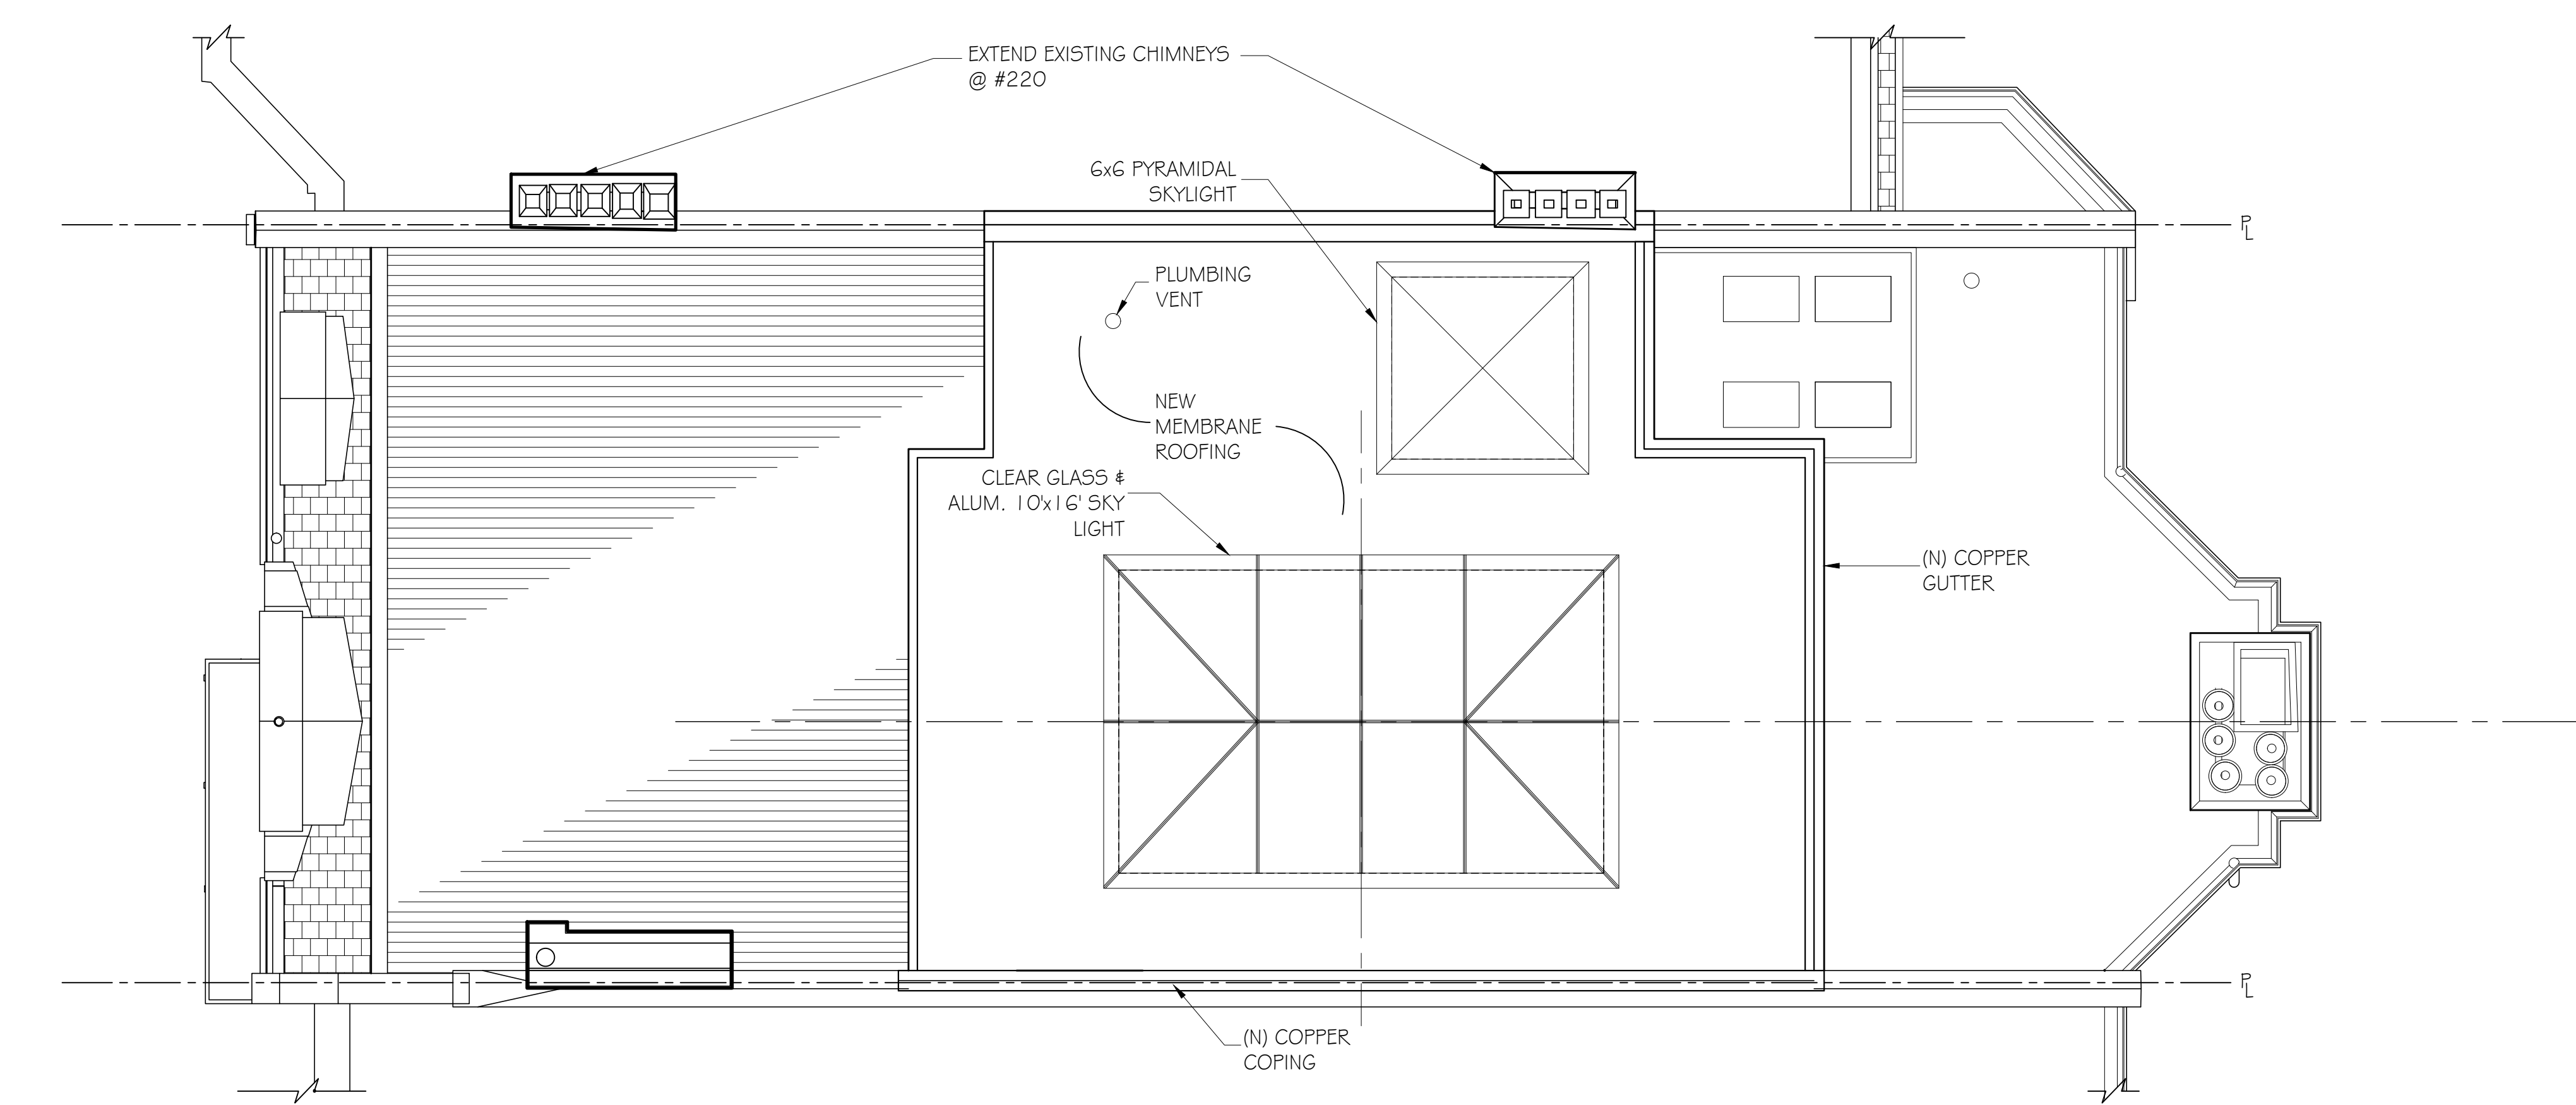 EXTEND EXISTING CHIMNEYS
@ #220
6x6 PYRAMIDAL
SKYLIGHT
PL
PLUMBING
VENT
NEW
MEMBRANE
ROOFING
CLEAR GLASS &
ALUM. 10'x16' SKY
LIGHT
(N) COPPER
GUTTER
PL
(N) COPPER
COPING